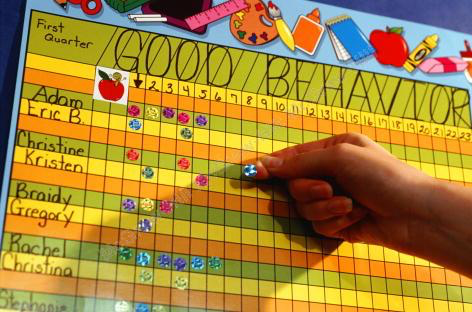 First
Quarter
GOOD BEHAVIOR
2 3 4 5 6 7 8 9 10 11 12 13 14 15 16 17 18 19 20 21 22 23
Adam
Eric B.
Christine
Kristen
Braidy
Gregory
Rachel
Christina
Stephanie